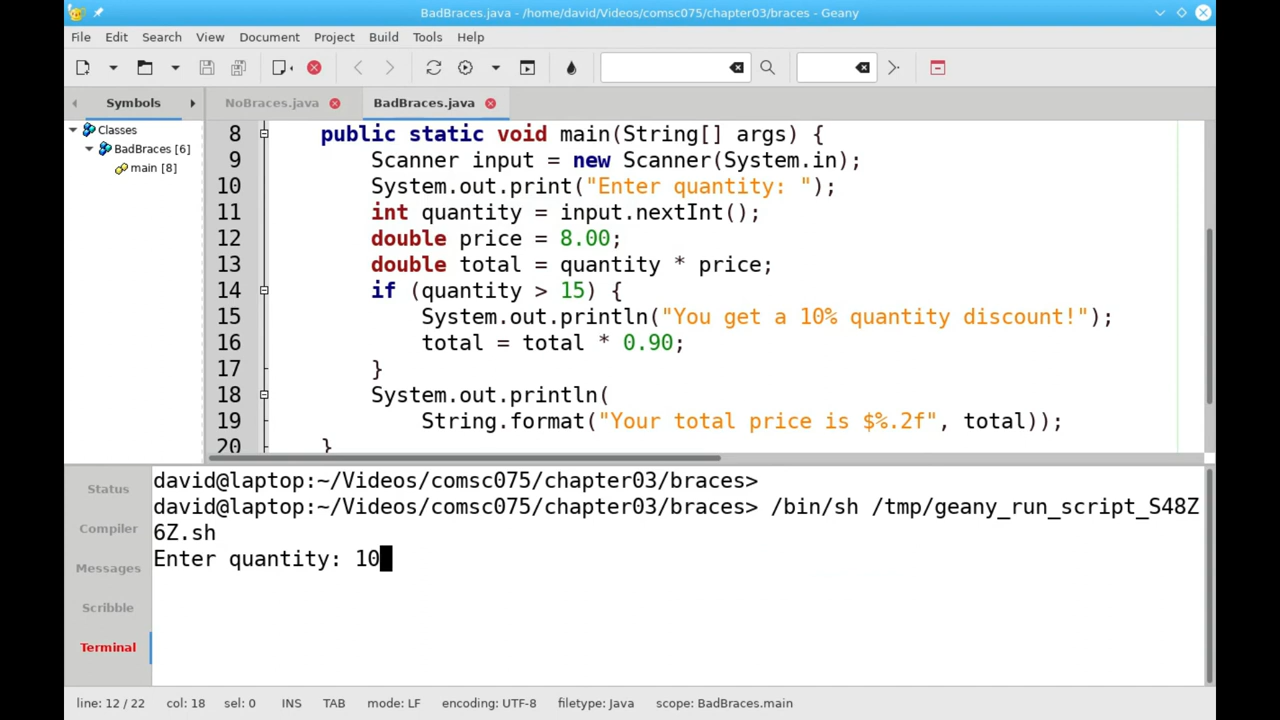 BadBraces.java - /home/david/Videos/comsc075/chapter03/braces - Geany
File Edit Search View Document Project Build Tools Help
Symbols NoBraces.java BadBraces.java
Classes
BadBraces [6]
main [8]
8 public static void main(String[] args) {
9 Scanner input = new Scanner(System.in);
10 System.out.print("Enter quantity: ");
11 int quantity = input.nextInt();
12 double price = 8.00;
13 double total = quantity * price;
14 if (quantity > 15) {
15 System.out.println("You get a 10% quantity discount!");
16 total = total * 0.90;
17 }
18 System.out.println(
19 String.format("Your total price is $%.2f", total));
20 }
Status
Compiler
Messages
Scribble
Terminal
david@laptop:~/Videos/comsc075/chapter03/braces>
david@laptop:~/Videos/comsc075/chapter03/braces> /bin/sh /tmp/geany_run_script_S48Z
6Z.sh
Enter quantity: 10
line: 12 / 22 col: 18 sel: 0 INS TAB mode: LF encoding: UTF-8 filetype: Java scope: BadBraces.main